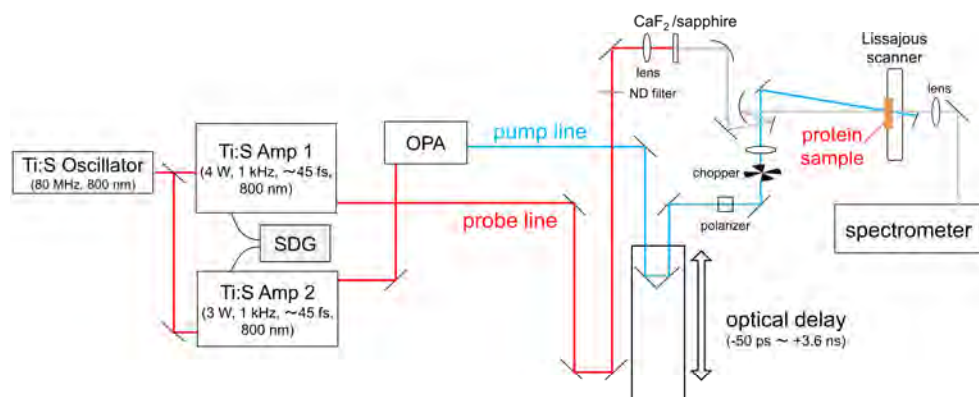 CaF2 /sapphire
lens
ND filter
Lissajous
scanner
lens
protein
sample
spectrometer
Ti:S Oscillator
(80 MHz, 800 nm)
Ti:S Amp 1
(4 W, 1 kHz, ~45 fs,
800 nm)
OPA
pump line
chopper
polarizer
probe line
SDG
Ti:S Amp 2
(3 W, 1 kHz, ~45 fs,
800 nm)
optical delay
(-50 ps ~ +3.6 ns)